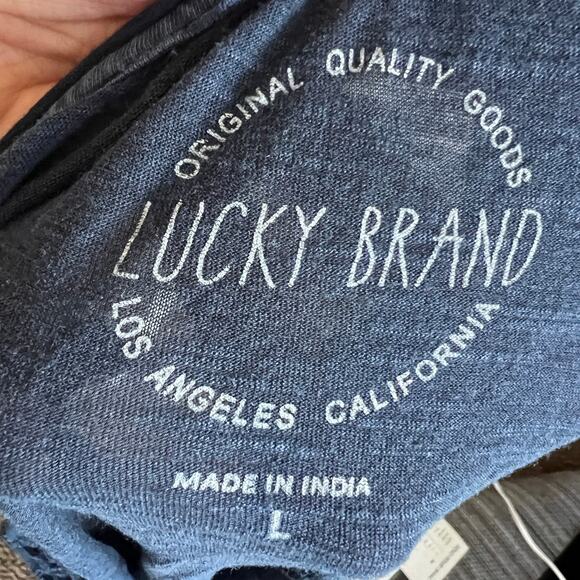 ORIGINAL QUALITY GOODS
LUCKY BRAND
LOS ANGELES CALIFORNIA
MADE IN INDIA
L